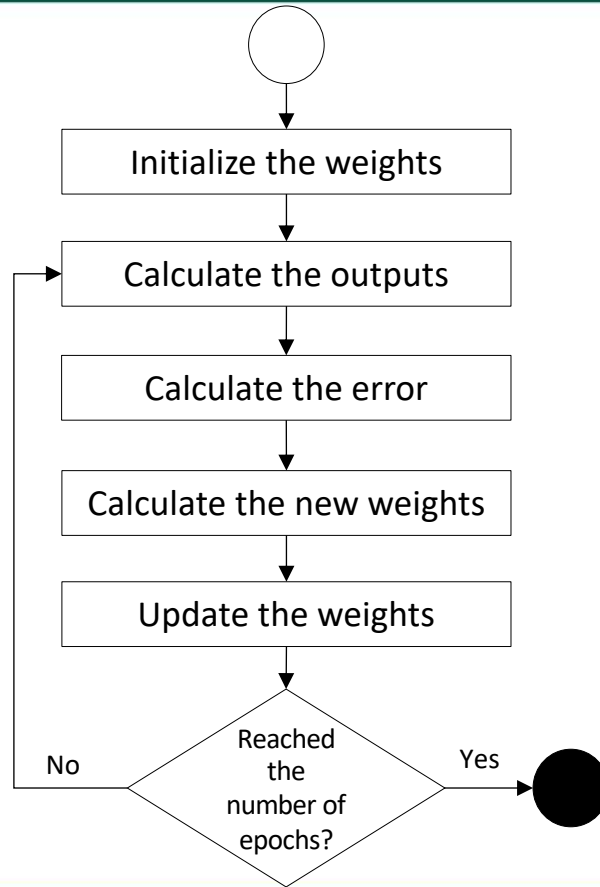 Initialize the weights
Calculate the outputs
Calculate the error
Calculate the new weights
Update the weights
Reached
the
number of
epochs?
No
Yes